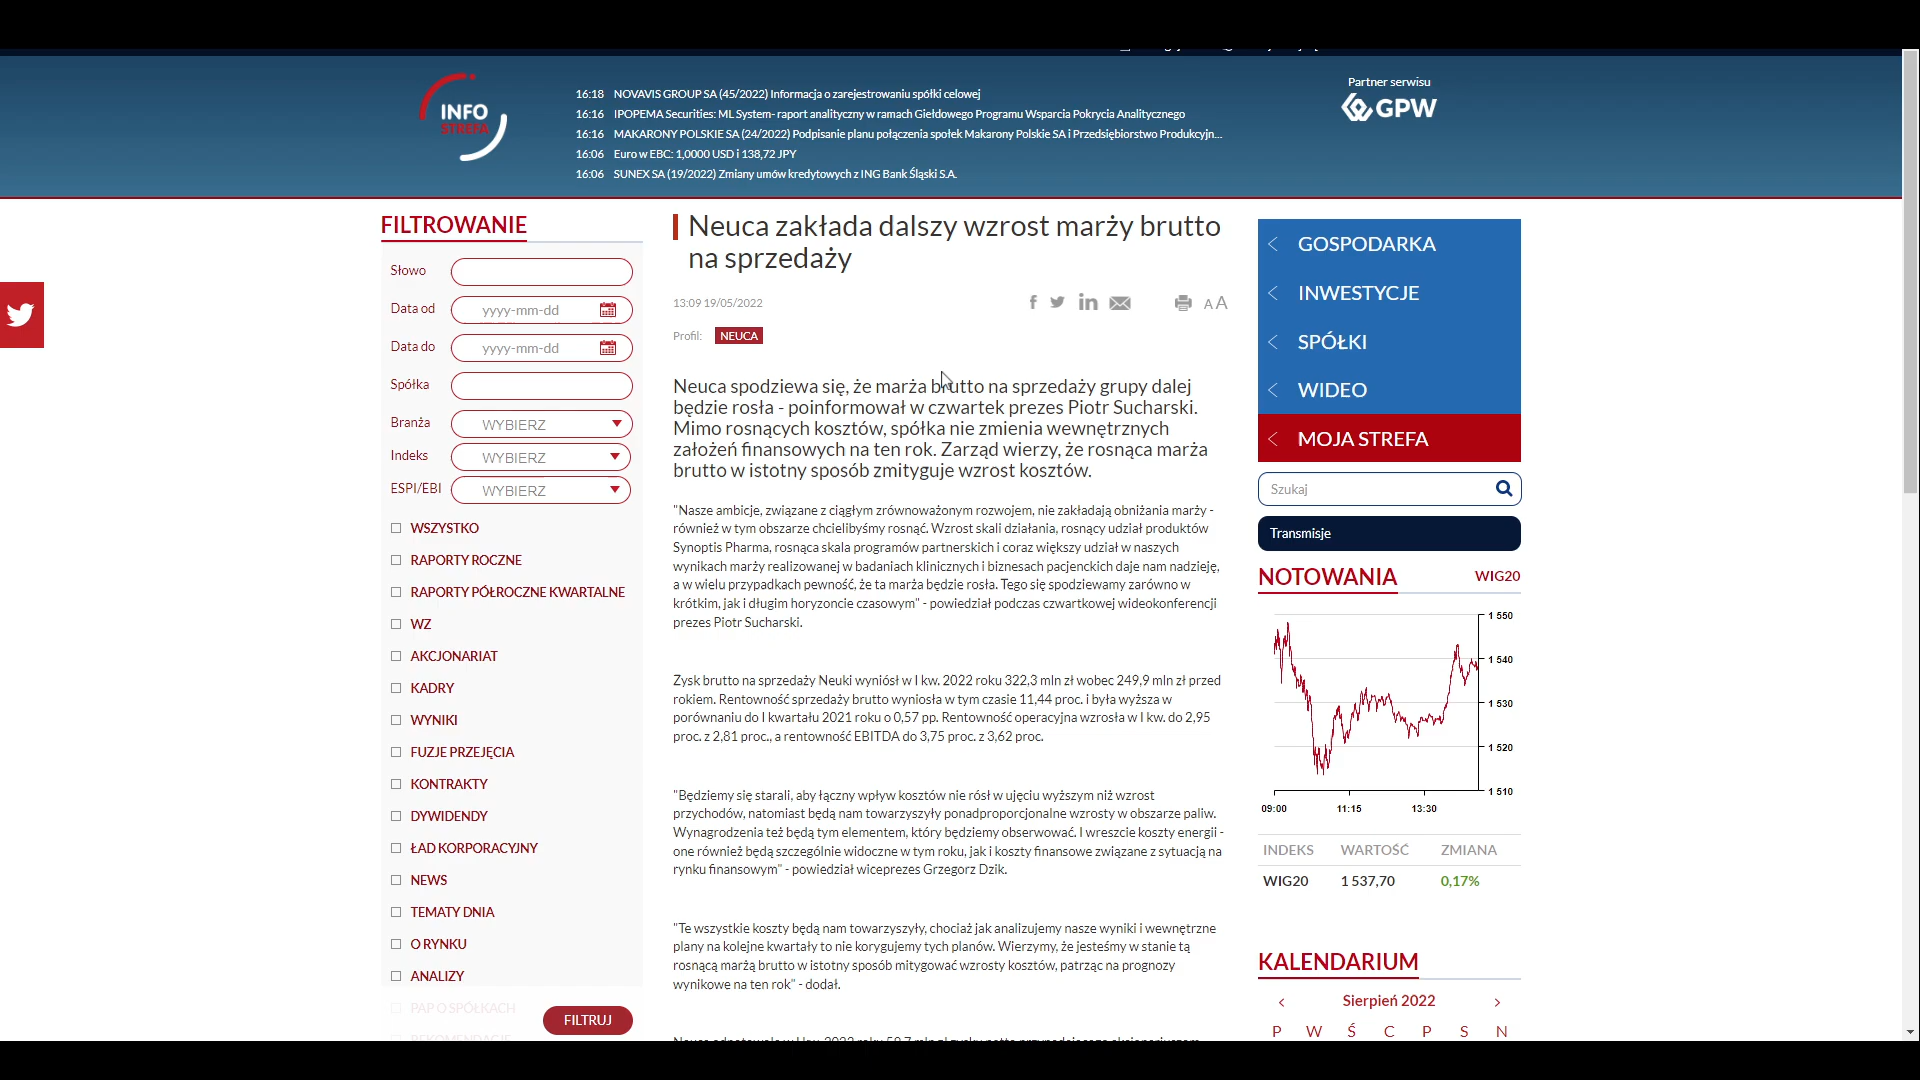 INFO
STREFA
16:18 NOVAVIS GROUP SA (45/2022) Informacja o zarejestrowaniu spółki celowej
16:16 IPOPEMA Securities: ML System- raport analityczny w ramach Giełdowego Programu Wsparcia Pokrycia Analitycznego
16:16 MAKARONY POLSKIE SA (24/2022) Podpisanie planu połączenia społek Makarony Polskie SA i Przedsiębiorstwo Produkcyjn...
16:06 Euro w EBC: 1,0000 USD i 138,72 JPY
16:06 SUNEX SA (19/2022) Zmiany umów kredytowych z ING Bank Śląski S.A.
Partner serwisu
GPW
FILTROWANIE
Słowo
Data od yyyy-mm-dd
Data do yyyy-mm-dd
Spółka
Branża WYBIERZ
Indeks WYBIERZ
ESPI/EBI WYBIERZ
WSZYSTKO
RAPORTY ROCZNE
RAPORTY PÓŁROCZNE KWARTALNE
WZ
AKCJONARIAT
KADRY
WYNIKI
FUZJE PRZEJĘCIA
KONTRAKTY
DYWIDENDY
ŁAD KORPORACYJNY
NEWS
TEMATY DNIA
O RYNKU
ANALIZY
PAP O SPÓŁKACH
REKOMENDACJE
FILTRUJ
Neuca zakłada dalszy wzrost marży brutto
na sprzedaży
13:09 19/05/2022
A A
Profil: NEUCA
Neuca spodziewa się, że marża brutto na sprzedaży grupy dalej
będzie rosła - poinformował w czwartek prezes Piotr Sucharski.
Mimo rosnących kosztów, spółka nie zmienia wewnętrznych
założeń finansowych na ten rok. Zarząd wierzy, że rosnąca marża
brutto w istotny sposób zmityguje wzrost kosztów.
"Nasze ambicje, związane z ciągłym zrównoważonym rozwojem, nie zakładają obniżania marży -
również w tym obszarze chcielibyśmy rosnąć. Wzrost skali działania, rosnący udział produktów
Synoptis Pharma, rosnąca skala programów partnerskich i coraz większy udział w naszych
wynikach marży realizowanej w badaniach klinicznych i biznesach pacjenckich daje nam nadzieję,
a w wielu przypadkach pewność, że ta marża będzie rosła. Tego się spodziewamy zarówno w
krótkim, jak i długim horyzoncie czasowym" - powiedział podczas czwartkowej wideokonferencji
prezes Piotr Sucharski.
Zysk brutto na sprzedaży Neuki wyniósł w I kw. 2022 roku 322,3 mln zł wobec 249,9 mln zł przed
rokiem. Rentowność sprzedaży brutto wyniosła w tym czasie 11,44 proc. i była wyższa w
porównaniu do I kwartału 2021 roku o 0,57 pp. Rentowność operacyjna wzrosła w I kw. do 2,95
proc. z 2,81 proc., a rentowność EBITDA do 3,75 proc. z 3,62 proc.
"Będziemy się starali, aby łączny wpływ kosztów nie rósł w ujęciu wyższym niż wzrost
przychodów, natomiast będą nam towarzyszyły ponadproporcjonalne wzrosty w obszarze paliw.
Wynagrodzenia też będą tym elementem, który będziemy obserwować. I wreszcie koszty energii -
one również będą szczególnie widoczne w tym roku, jak i koszty finansowe związane z sytuacją na
rynku finansowym" - powiedział wiceprezes Grzegorz Dzik.
"Te wszystkie koszty będą nam towarzyszyły, chociaż jak analizujemy nasze wyniki i wewnętrzne
plany na kolejne kwartały to nie korygujemy tych planów. Wierzymy, że jesteśmy w stanie tą
rosnącą marżą brutto w istotny sposób mitygować wzrosty kosztów, patrząc na prognozy
wynikowe na ten rok" - dodał.
GOSPODARKA
INWESTYCJE
SPÓŁKI
WIDEO
MOJA STREFA
Szukaj
Transmisje
NOTOWANIA WIG20
1 550
1 540
1 530
1 520
1 510
09:00 11:15 13:30
INDEKS WARTOŚĆ ZMIANA
WIG20 1 537,70 0,17%
KALENDARIUM
< Sierpień 2022 >
P W Ś C P S N